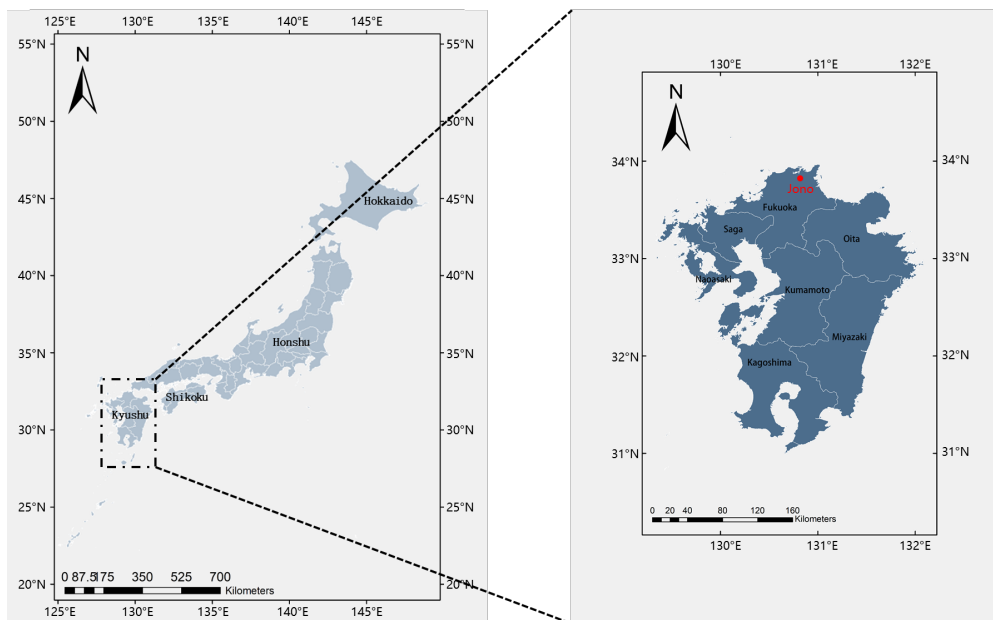 125°E 130°E 135°E 140°E 145°E
55°N 55°N
N
50°N 50°N
45°N 45°N
Hokkaido
40°N 40°N
35°N 35°N
Honshu
Shikoku
Kyushu
30°N 30°N
25°N 25°N
20°N 20°N
0 87.5 175 350 525 700
Kilometers
125°E 130°E 135°E 140°E 145°E
130°E 131°E 132°E
N
34°N 34°N
Jono
Fukuoka
Saga
Oita
33°N 33°N
Naoasaki
Kumamoto
Miyazaki
32°N 32°N
Kagoshima
31°N 31°N
0 20 40 80 120 160
Kilometers
130°E 131°E 132°E